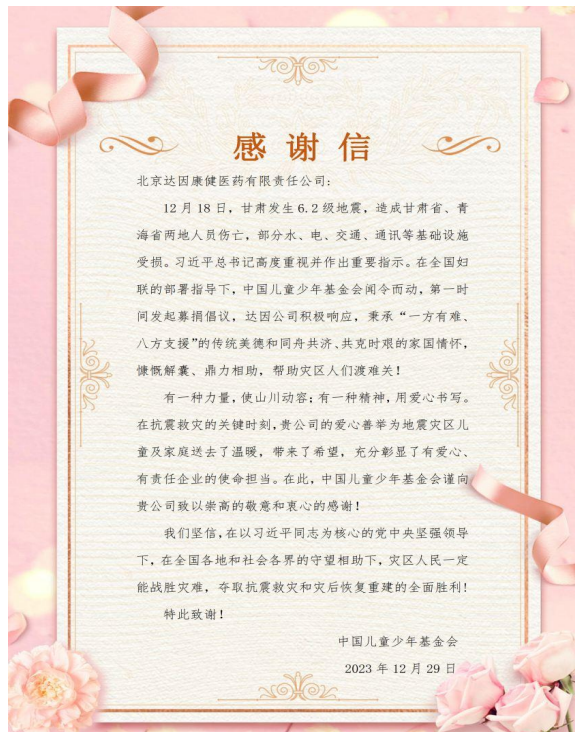 感谢信
北京达因康健医药有限责任公司:
12月18日，甘肃发生6.2级地震，造成甘肃省、青
海省两地人员伤亡，部分水、电、交通、通讯等基础设施
受损。习近平总书记高度重视并作出重要指示。在全国妇
联的部署指导下，中国儿童少年基金会闻令而动，第一时
间发起募捐倡议，达因公司积极响应，秉承“一方有难、
八方支援”的传统美德和同舟共济、共克时艰的家国情怀，
慷慨解囊、鼎力相助，帮助灾区人们渡难关！
有一种力量，使山川动容；有一种精神，用爱心书写。
在抗震救灾的关键时刻，贵公司的爱心善举为地震灾区儿
童及家庭送去了温暖，带来了希望，充分彰显了有爱心、
有责任企业的使命担当。在此，中国儿童少年基金会谨向
贵公司致以崇高的敬意和衷心的感谢！
我们坚信，在以习近平同志为核心的党中央坚强领导
下，在全国各地和社会各界的守望相助下，灾区人民一定
能战胜灾难，夺取抗震救灾和灾后恢复重建的全面胜利！
特此致谢！
中国儿童少年基金会
2023年12月29日